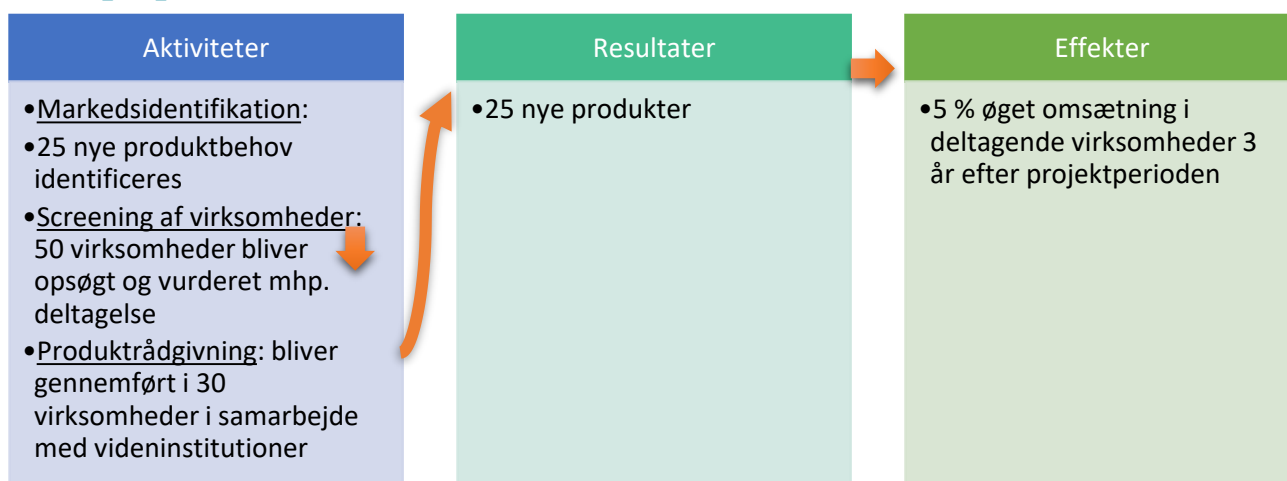 Aktiviteter
•Markedsidentifikation:
•25 nye produktbehov
identificeres
•Screening af virksomheder:
50 virksomheder bliver
opsøgt og vurderet mhp.
deltagelse
•Produktrådgivning: bliver
gennemført i 30
virksomheder i samarbejde
med videninstitutioner
Resultater
•25 nye produkter
Effekter
•5 % øget omsætning i
deltagende virksomheder 3
år efter projektperioden